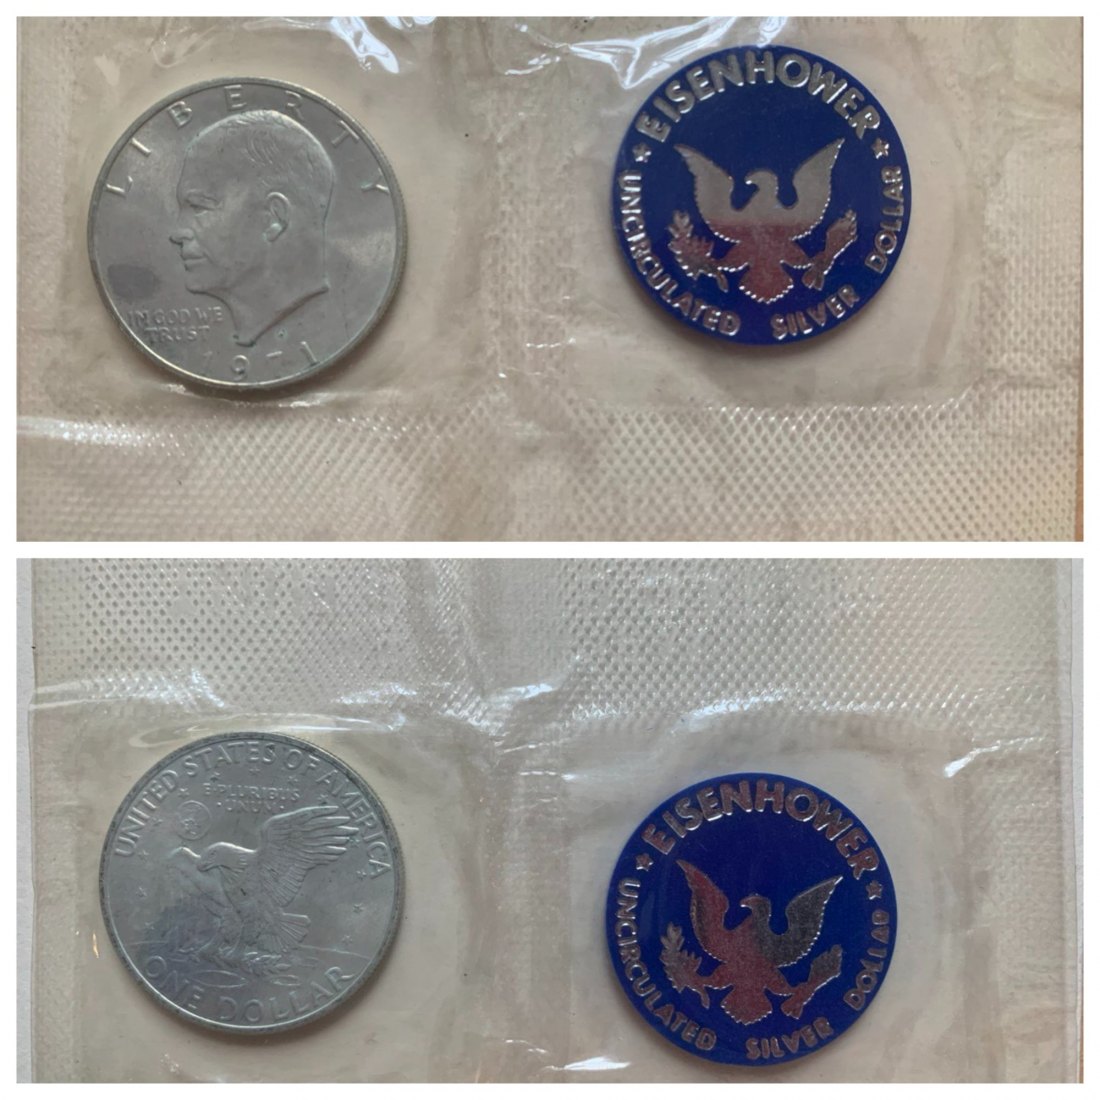 LIBERTY
IN GOD WE
TRUST
1971
EISENHOWER
UNCIRCULATED SILVER DOLLAR
UNITED STATES OF AMERICA
E PLURIBUS
UNUM
ONE DOLLAR
EISENHOWER
UNCIRCULATED SILVER DOLLAR